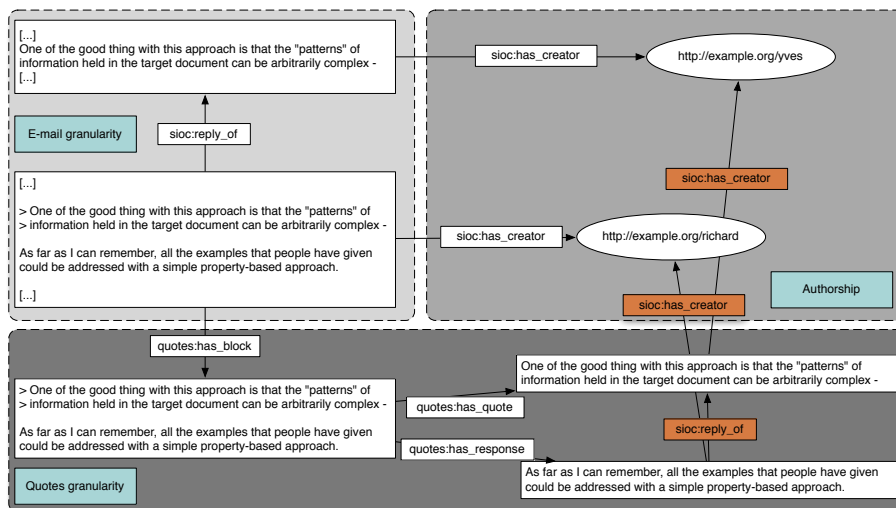 [...]
One of the good thing with this approach is that the "patterns" of
information held in the target document can be arbitrarily complex -
[...]
sioc:has_creator
http://example.org/yves
E-mail granularity
sioc:reply_of
[...]
> One of the good thing with this approach is that the "patterns" of
> information held in the target document can be arbitrarily complex -
As far as I can remember, all the examples that people have given
could be addressed with a simple property-based approach.
[...]
sioc:has_creator
http://example.org/richard
sioc:has_creator
sioc:has_creator
Authorship
quotes:has_block
> One of the good thing with this approach is that the "patterns" of
> information held in the target document can be arbitrarily complex -
As far as I can remember, all the examples that people have given
could be addressed with a simple property-based approach.
quotes:has_quote
quotes:has_response
One of the good thing with this approach is that the "patterns" of
information held in the target document can be arbitrarily complex -
sioc:reply_of
As far as I can remember, all the examples that people have given
could be addressed with a simple property-based approach.
Quotes granularity